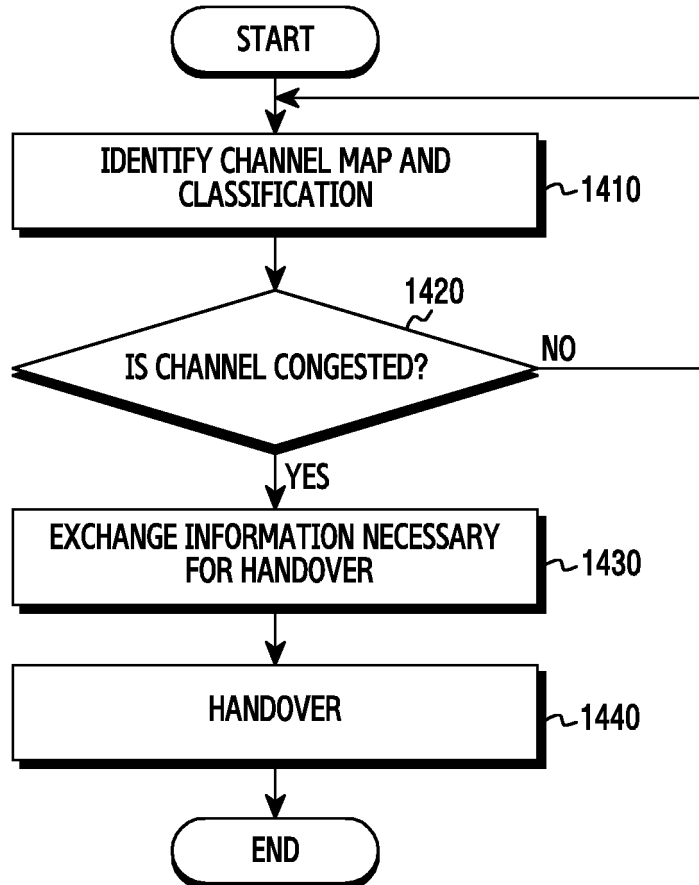 START
IDENTIFY CHANNEL MAP AND
CLASSIFICATION
1410
1420
IS CHANNEL CONGESTED?
NO
YES
EXCHANGE INFORMATION NECESSARY
FOR HANDOVER
1430
HANDOVER
1440
END